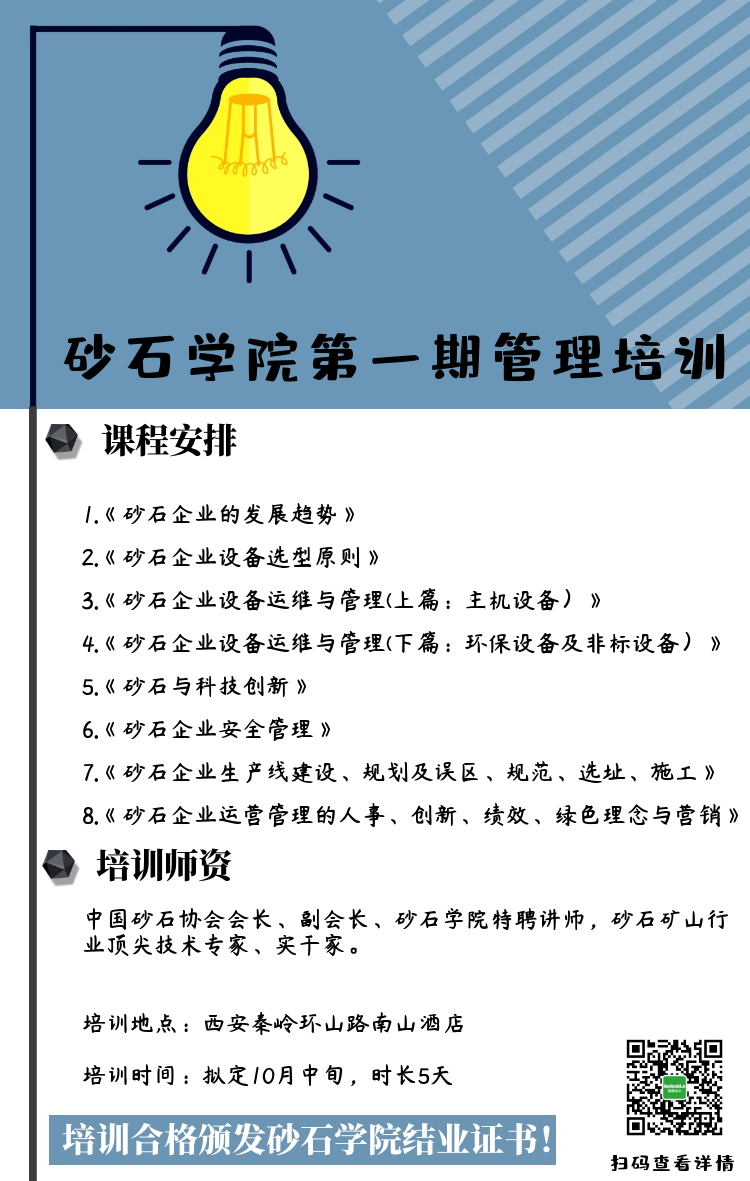 砂石学院第一期管理培训
课程安排
1.《砂石企业的发展趋势》
2.《砂石企业设备选型原则》
3.《砂石企业设备运维与管理(上篇：主机设备）》
4.《砂石企业设备运维与管理(下篇：环保设备及非标设备）》
5.《砂石与科技创新》
6.《砂石企业安全管理》
7.《砂石企业生产线建设、规划及误区、规范、选址、施工》
8.《砂石企业运营管理的人事、创新、绩效、绿色理念与营销》
培训师资
中国砂石协会会长、副会长、砂石学院特聘讲师，砂石矿山行
业顶尖技术专家、实干家。
培训地点：西安秦岭环山路南山酒店
培训时间：拟定10月中旬，时长5天
培训合格颁发砂石学院结业证书!
扫码查看详情